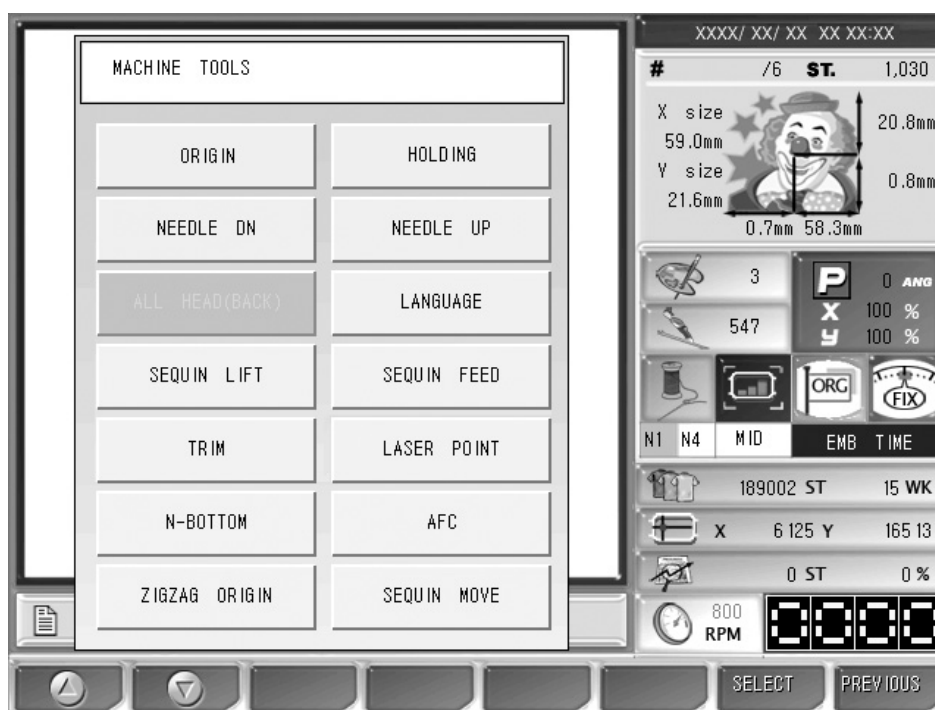 XXXX/ XX/ XX XX XX:XX
MACHINE TOOLS
# /6 ST. 1,030
X size
59.0mm
Y size
21.6mm
20.8mm
0.8mm
0.7mm 58.3mm
ORIGIN HOLDING
NEEDLE DN NEEDLE UP
ALL HEAD(BACK) LANGUAGE
SEQUIN LIFT SEQUIN FEED
TRIM LASER POINT
N-BOTTOM AFC
ZIGZAG ORIGIN SEQUIN MOVE
3
547
P 0 ANG
X 100 %
Y 100 %
ORG FIX
N1 N4 MID EMB TIME
189002 ST 15 WK
X 6125 Y 16513
0 ST 0 %
800
RPM
0000
SELECT PREVIOUS